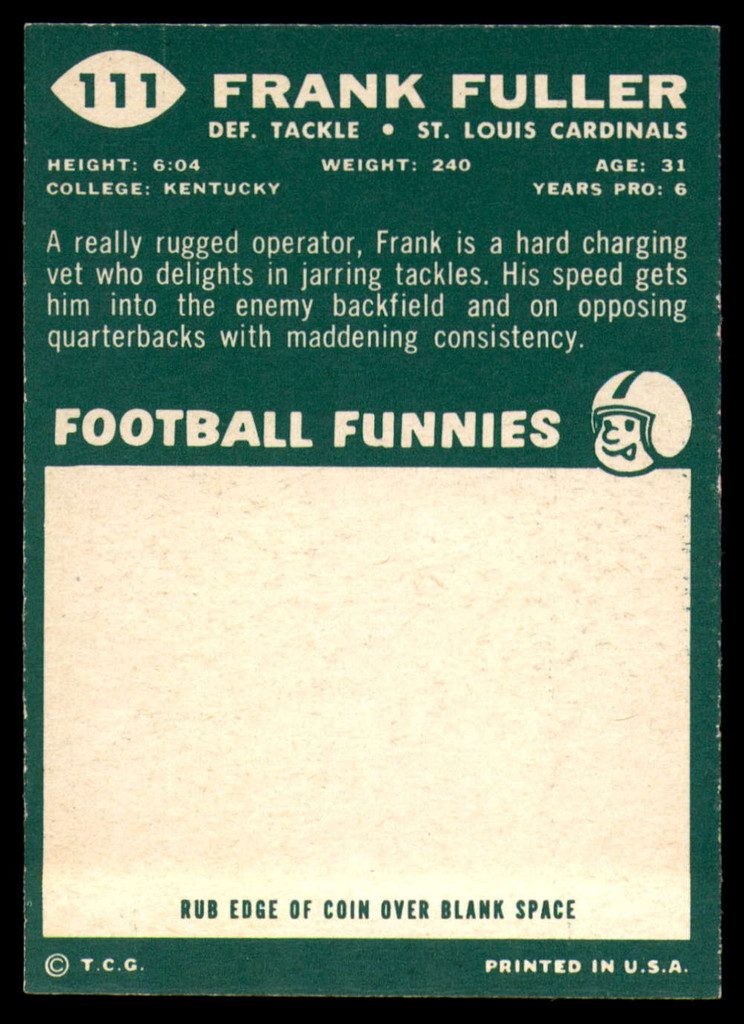 111 FRANK FULLER
DEF. TACKLE • ST. LOUIS CARDINALS
HEIGHT: 6:04 WEIGHT: 240 AGE: 31
COLLEGE: KENTUCKY YEARS PRO: 6
A really rugged operator, Frank is a hard charging
vet who delights in jarring tackles. His speed gets
him into the enemy backfield and on opposing
quarterbacks with maddening consistency.
FOOTBALL FUNNIES
RUB EDGE OF COIN OVER BLANK SPACE
© T.C.G. PRINTED IN U.S.A.